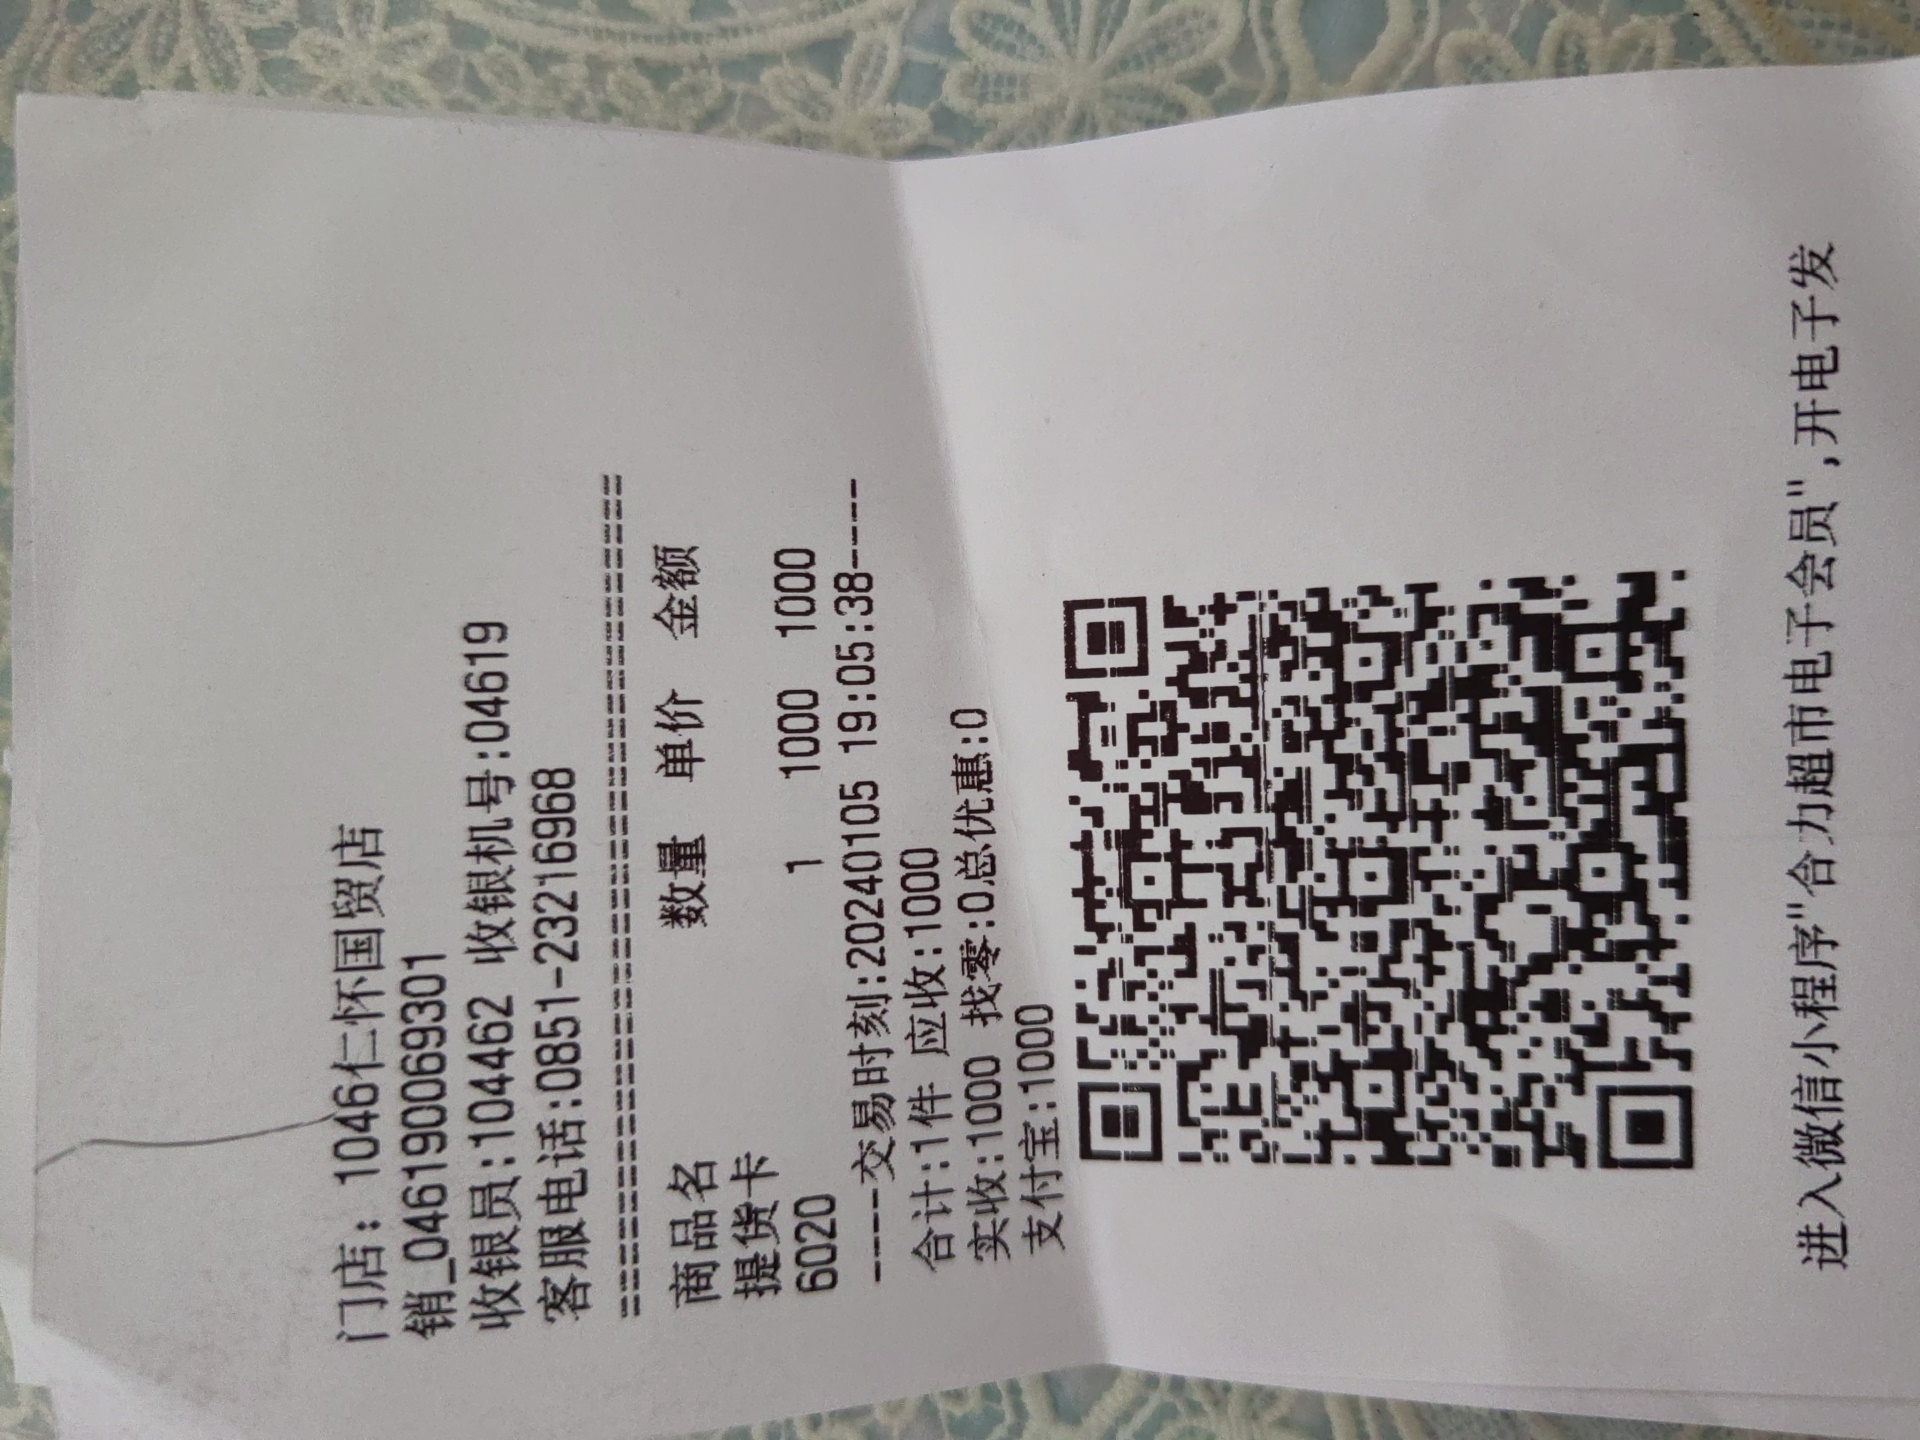 门店: 1046仁怀国贸店
销_0461900069301
收银员:104462 收银机号:04619
客服电话:0851-23216968
==========================================
商品名 数量 单价 金额
提货卡
6020 1 1000 1000
-----交易时刻:20240105 19:05:38-----
合计:1件 应收:1000
实收:1000 找零:0总优惠:0
支付宝:1000
进入微信小程序"合力超市电子会员",开电子发